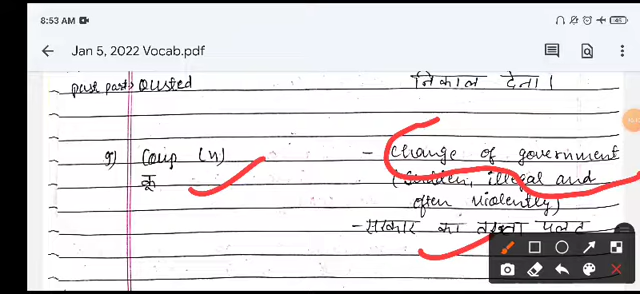 8:53 AM
45
Jan 5, 2022 Vocab.pdf
past part> Ousted निकाल देना।
9) Coup (n) - Change of government
कू (Sudden, illegal and
often violently)
- सरकार का तख्ता पलट